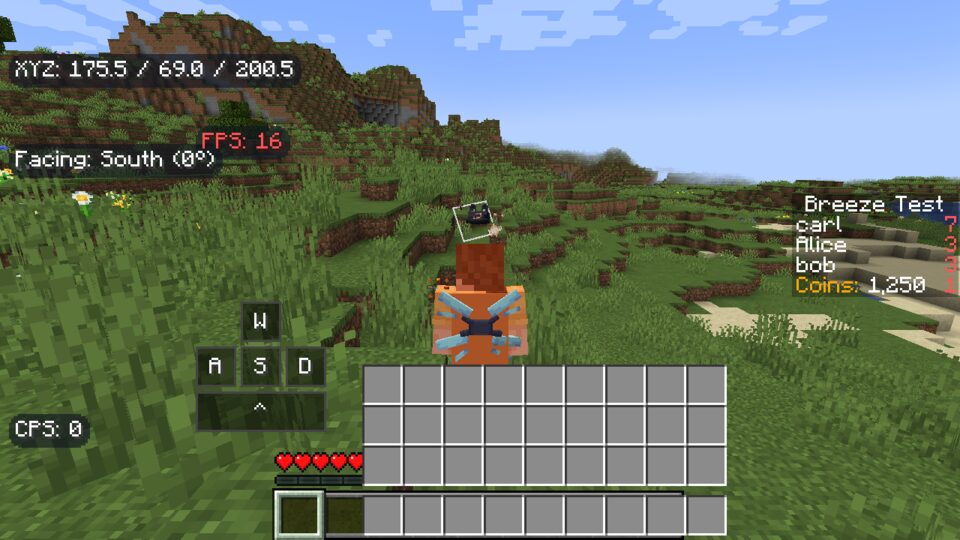 XYZ: 175.5 / 69.0 / 200.5
FPS: 16
Facing: South (0°)
Breeze Test
carl 7
Alice 3
bob 3
Coins: 1,250 1
W
A S D
^
CPS: 0